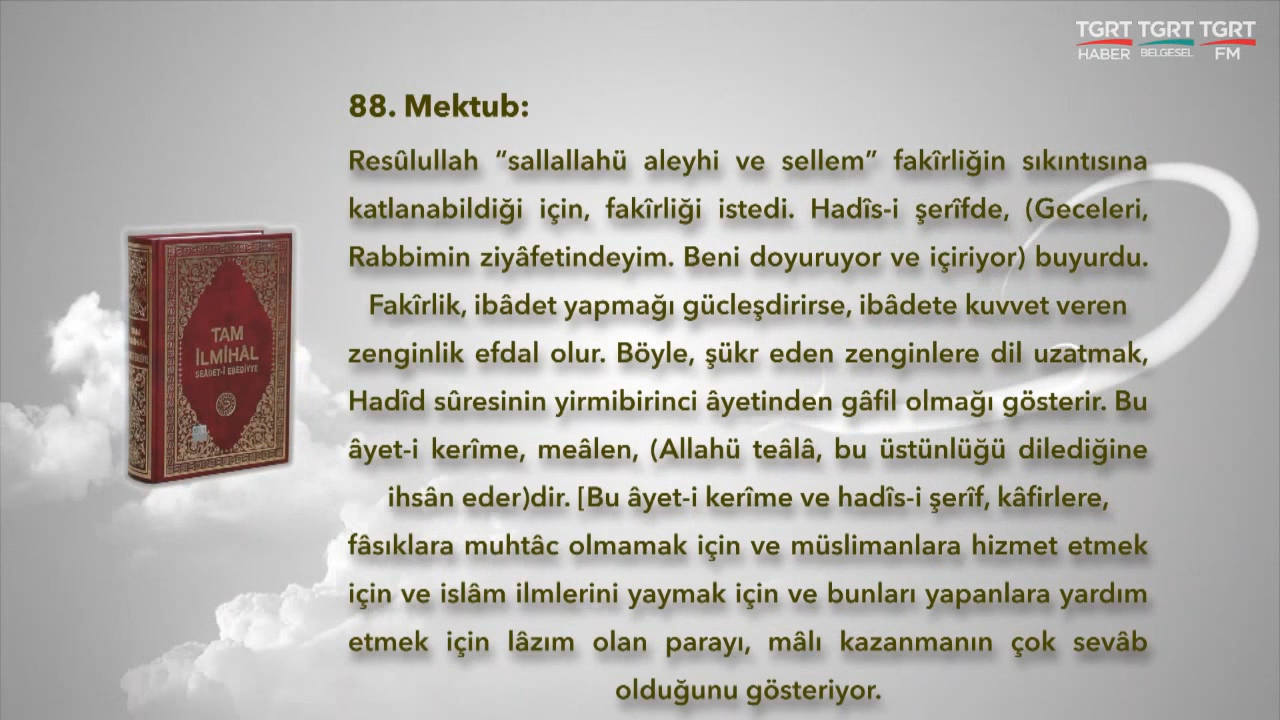 TGRT TGRT TGRT
HABER BELGESEL FM
88. Mektub:
Resûlullah “sallallahü aleyhi ve sellem” fakîrliğin sıkıntısına
katlanabildiği için, fakîrliği istedi. Hadîs-i şerîfde, (Geceleri,
Rabbimin ziyâfetindeyim. Beni doyuruyor ve içiriyor) buyurdu.
Fakîrlik, ibâdet yapmağı gücleşdirirse, ibâdete kuvvet veren
zenginlik efdal olur. Böyle, şükr eden zenginlere dil uzatmak,
Hadîd sûresinin yirmibirinci âyetinden gâfil olmağı gösterir. Bu
âyet-i kerîme, meâlen, (Allahü teâlâ, bu üstünlüğü dilediğine
ihsân eder)dir. [Bu âyet-i kerîme ve hadîs-i şerîf, kâfirlere,
fâsıklara muhtâc olmamak için ve müslimanlara hizmet etmek
için ve islâm ilmlerini yaymak için ve bunları yapanlara yardım
etmek için lâzım olan parayı, mâlı kazanmanın çok sevâb
olduğunu gösteriyor.
TAM
İLMİHAL
SEÂDET-İ EBEDİYYE
TAM
İLMİHAL